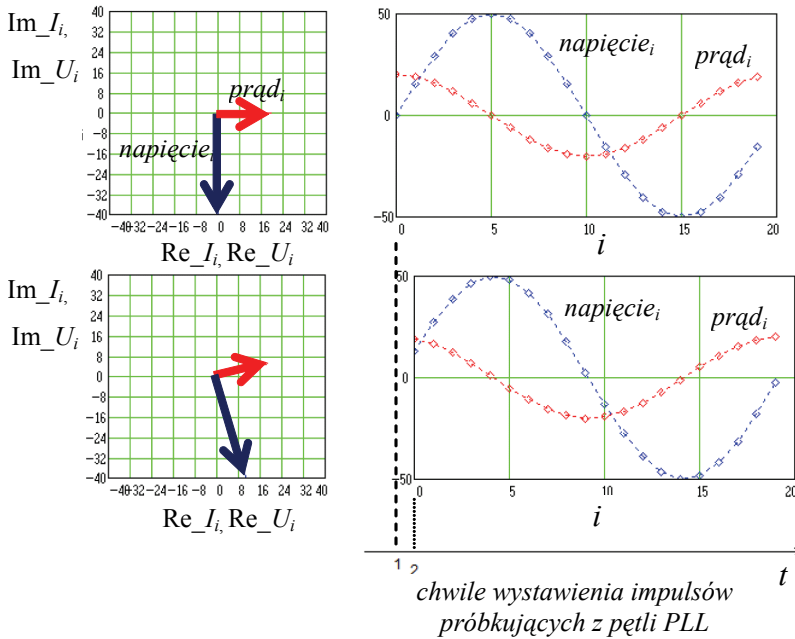 Im_Iᵢ,
Im_Uᵢ
40
32
24
16
8
0
−8
−16
−24
−32
−40
prądᵢ
napięcieᵢ
−40−32 −24 −16 −8 0 8 16 24 32 40
Re_Iᵢ, Re_Uᵢ
50
0
−50
napięcieᵢ
prądᵢ
0 5 10 15 20
i
Im_Iᵢ,
Im_Uᵢ
40
32
24
16
8
0
−8
−16
−24
−32
−40
−40−32 −24 −16 −8 0 8 16 24 32 40
Re_Iᵢ, Re_Uᵢ
50
0
−50
napięcieᵢ
prądᵢ
0 5 10 15 20
i
1 2
t
chwile wystawienia impulsów
próbkujących z pętli PLL